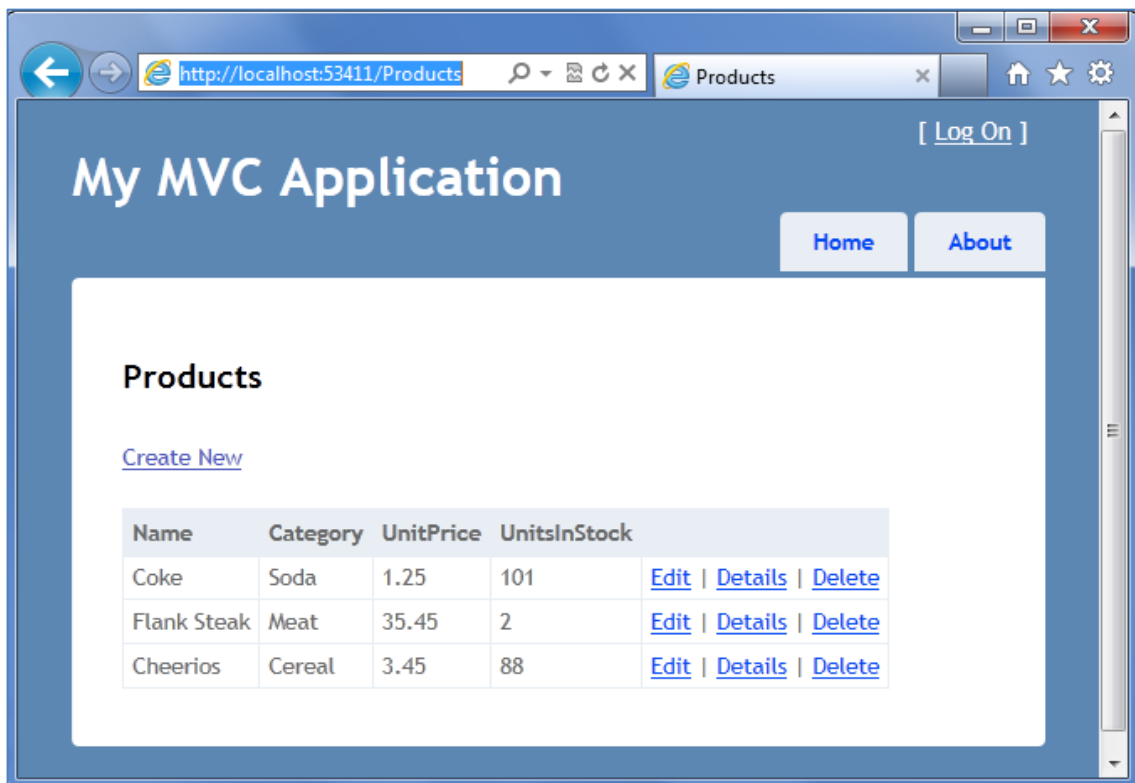 http://localhost:53411/Products
Products
[ Log On ]
My MVC Application
Home About
Products
Create New
Name Category UnitPrice UnitsInStock
Coke Soda 1.25 101 Edit | Details | Delete
Flank Steak Meat 35.45 2 Edit | Details | Delete
Cheerios Cereal 3.45 88 Edit | Details | Delete